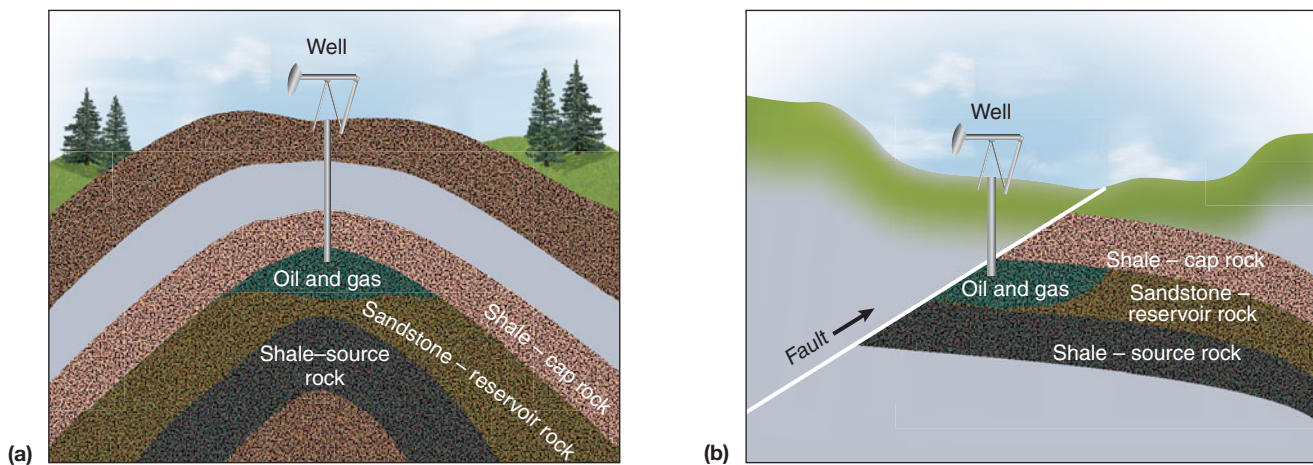 Well
Oil and gas
Shale–source
rock
Sandstone – reservoir rock
Shale – cap rock
(a)
Well
Shale – cap rock
Oil and gas
Sandstone –
reservoir rock
Fault
Shale – source rock
(b)